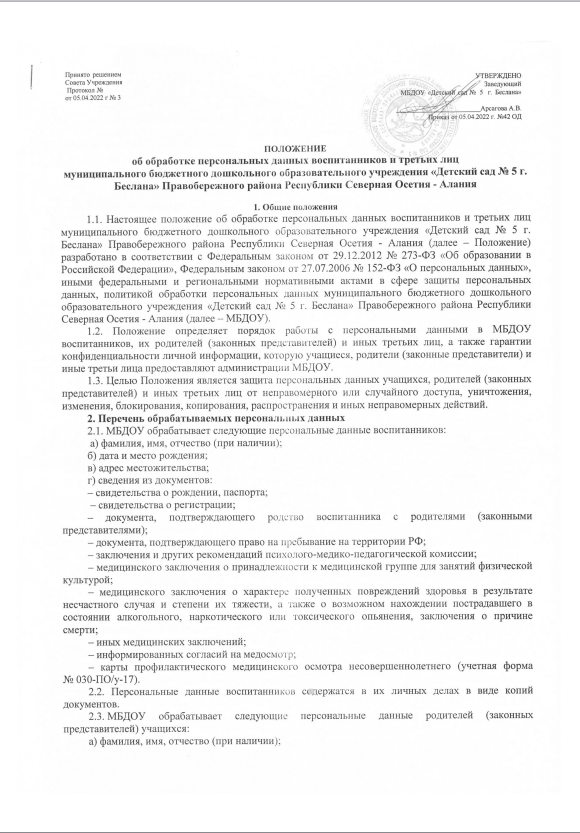 Принято решением
Совета Учреждения
Протокол №
от 05.04.2022 г № 3
УТВЕРЖДЕНО
Заведующий
МБДОУ «Детский сад № 5 г. Беслана»
Арсагова А.В.
Приказ от 05.04.2022 г. №42 ОД
ПОЛОЖЕНИЕ
об обработке персональных данных воспитанников и третьих лиц
муниципального бюджетного дошкольного образовательного учреждения «Детский сад № 5 г.
Беслана» Правобережного района Республики Северная Осетия - Алания
1. Общие положения
1.1. Настоящее положение об обработке персональных данных воспитанников и третьих лиц
муниципального бюджетного дошкольного образовательного учреждения «Детский сад № 5 г.
Беслана» Правобережного района Республики Северная Осетия - Алания (далее – Положение)
разработано в соответствии с Федеральным законом от 29.12.2012 № 273-ФЗ «Об образовании в
Российской Федерации», Федеральным законом от 27.07.2006 № 152-ФЗ «О персональных данных»,
иными федеральными и региональными нормативными актами в сфере защиты персональных
данных, политикой обработки персональных данных муниципального бюджетного дошкольного
образовательного учреждения «Детский сад № 5 г. Беслана» Правобережного района Республики
Северная Осетия - Алания (далее – МБДОУ).
1.2. Положение определяет порядок работы с персональными данными в МБДОУ
воспитанников, их родителей (законных представителей) и иных третьих лиц, а также гарантии
конфиденциальности личной информации, которую учащиеся, родители (законные представители) и
иные третьи лица предоставляют администрации МБДОУ.
1.3. Целью Положения является защита персональных данных учащихся, родителей (законных
представителей) и иных третьих лиц от неправомерного или случайного доступа, уничтожения,
изменения, блокирования, копирования, распространения и иных неправомерных действий.
2. Перечень обрабатываемых персональных данных
2.1. МБДОУ обрабатывает следующие персональные данные воспитанников:
а) фамилия, имя, отчество (при наличии);
б) дата и место рождения;
в) адрес местожительства;
г) сведения из документов:
– свидетельства о рождении, паспорта;
– свидетельства о регистрации;
– документа, подтверждающего родство воспитанника с родителями (законными
представителями);
– документа, подтверждающего право на пребывание на территории РФ;
– заключения и других рекомендаций психолого-медико-педагогической комиссии;
– медицинского заключения о принадлежности к медицинской группе для занятий физической
культурой;
– медицинского заключения о характере полученных повреждений здоровья в результате
несчастного случая и степени их тяжести, а также о возможном нахождении пострадавшего в
состоянии алкогольного, наркотического или токсического опьянения, заключения о причине
смерти;
– иных медицинских заключений;
– информированных согласий на медосмотр;
– карты профилактического медицинского осмотра несовершеннолетнего (учетная форма
№ 030-ПО/у-17).
2.2. Персональные данные воспитанников содержатся в их личных делах в виде копий
документов.
2.3. МБДОУ обрабатывает следующие персональные данные родителей (законных
представителей) учащихся:
а) фамилия, имя, отчество (при наличии);